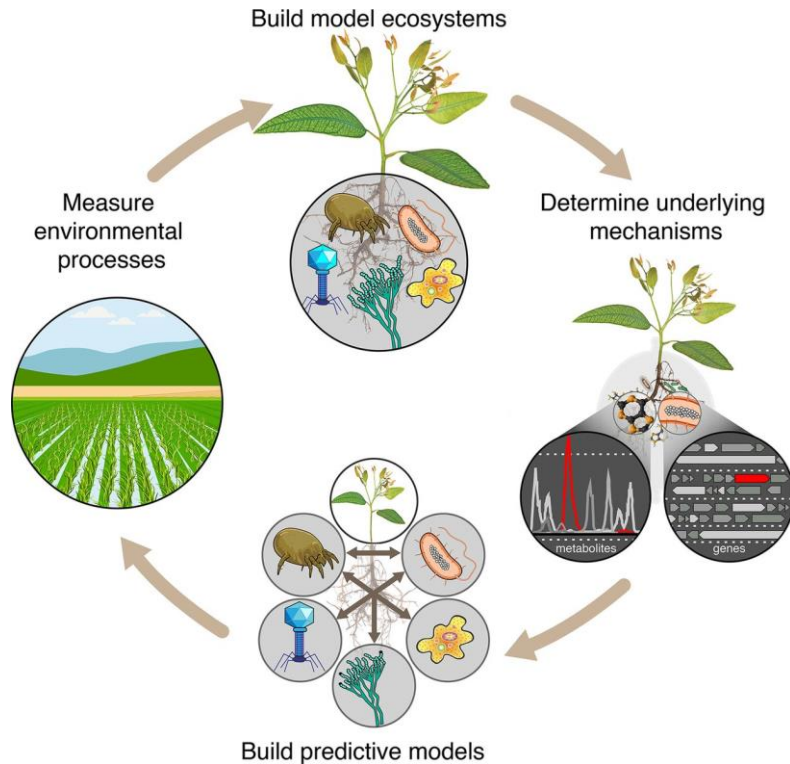 Build model ecosystems
Measure
environmental
processes
Determine underlying
mechanisms
metabolites
genes
Build predictive models